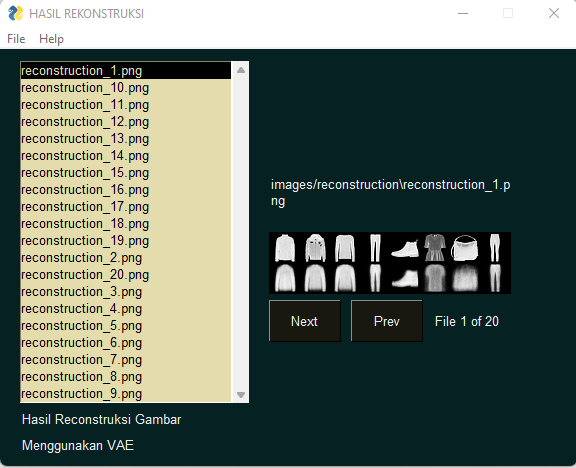 HASIL REKONSTRUKSI
File Help
reconstruction_1.png
reconstruction_10.png
reconstruction_11.png
reconstruction_12.png
reconstruction_13.png
reconstruction_14.png
reconstruction_15.png
reconstruction_16.png
reconstruction_17.png
reconstruction_18.png
reconstruction_19.png
reconstruction_2.png
reconstruction_20.png
reconstruction_3.png
reconstruction_4.png
reconstruction_5.png
reconstruction_6.png
reconstruction_7.png
reconstruction_8.png
reconstruction_9.png
images/reconstruction\reconstruction_1.p
ng
Next Prev File 1 of 20
Hasil Reconstruksi Gambar
Menggunakan VAE